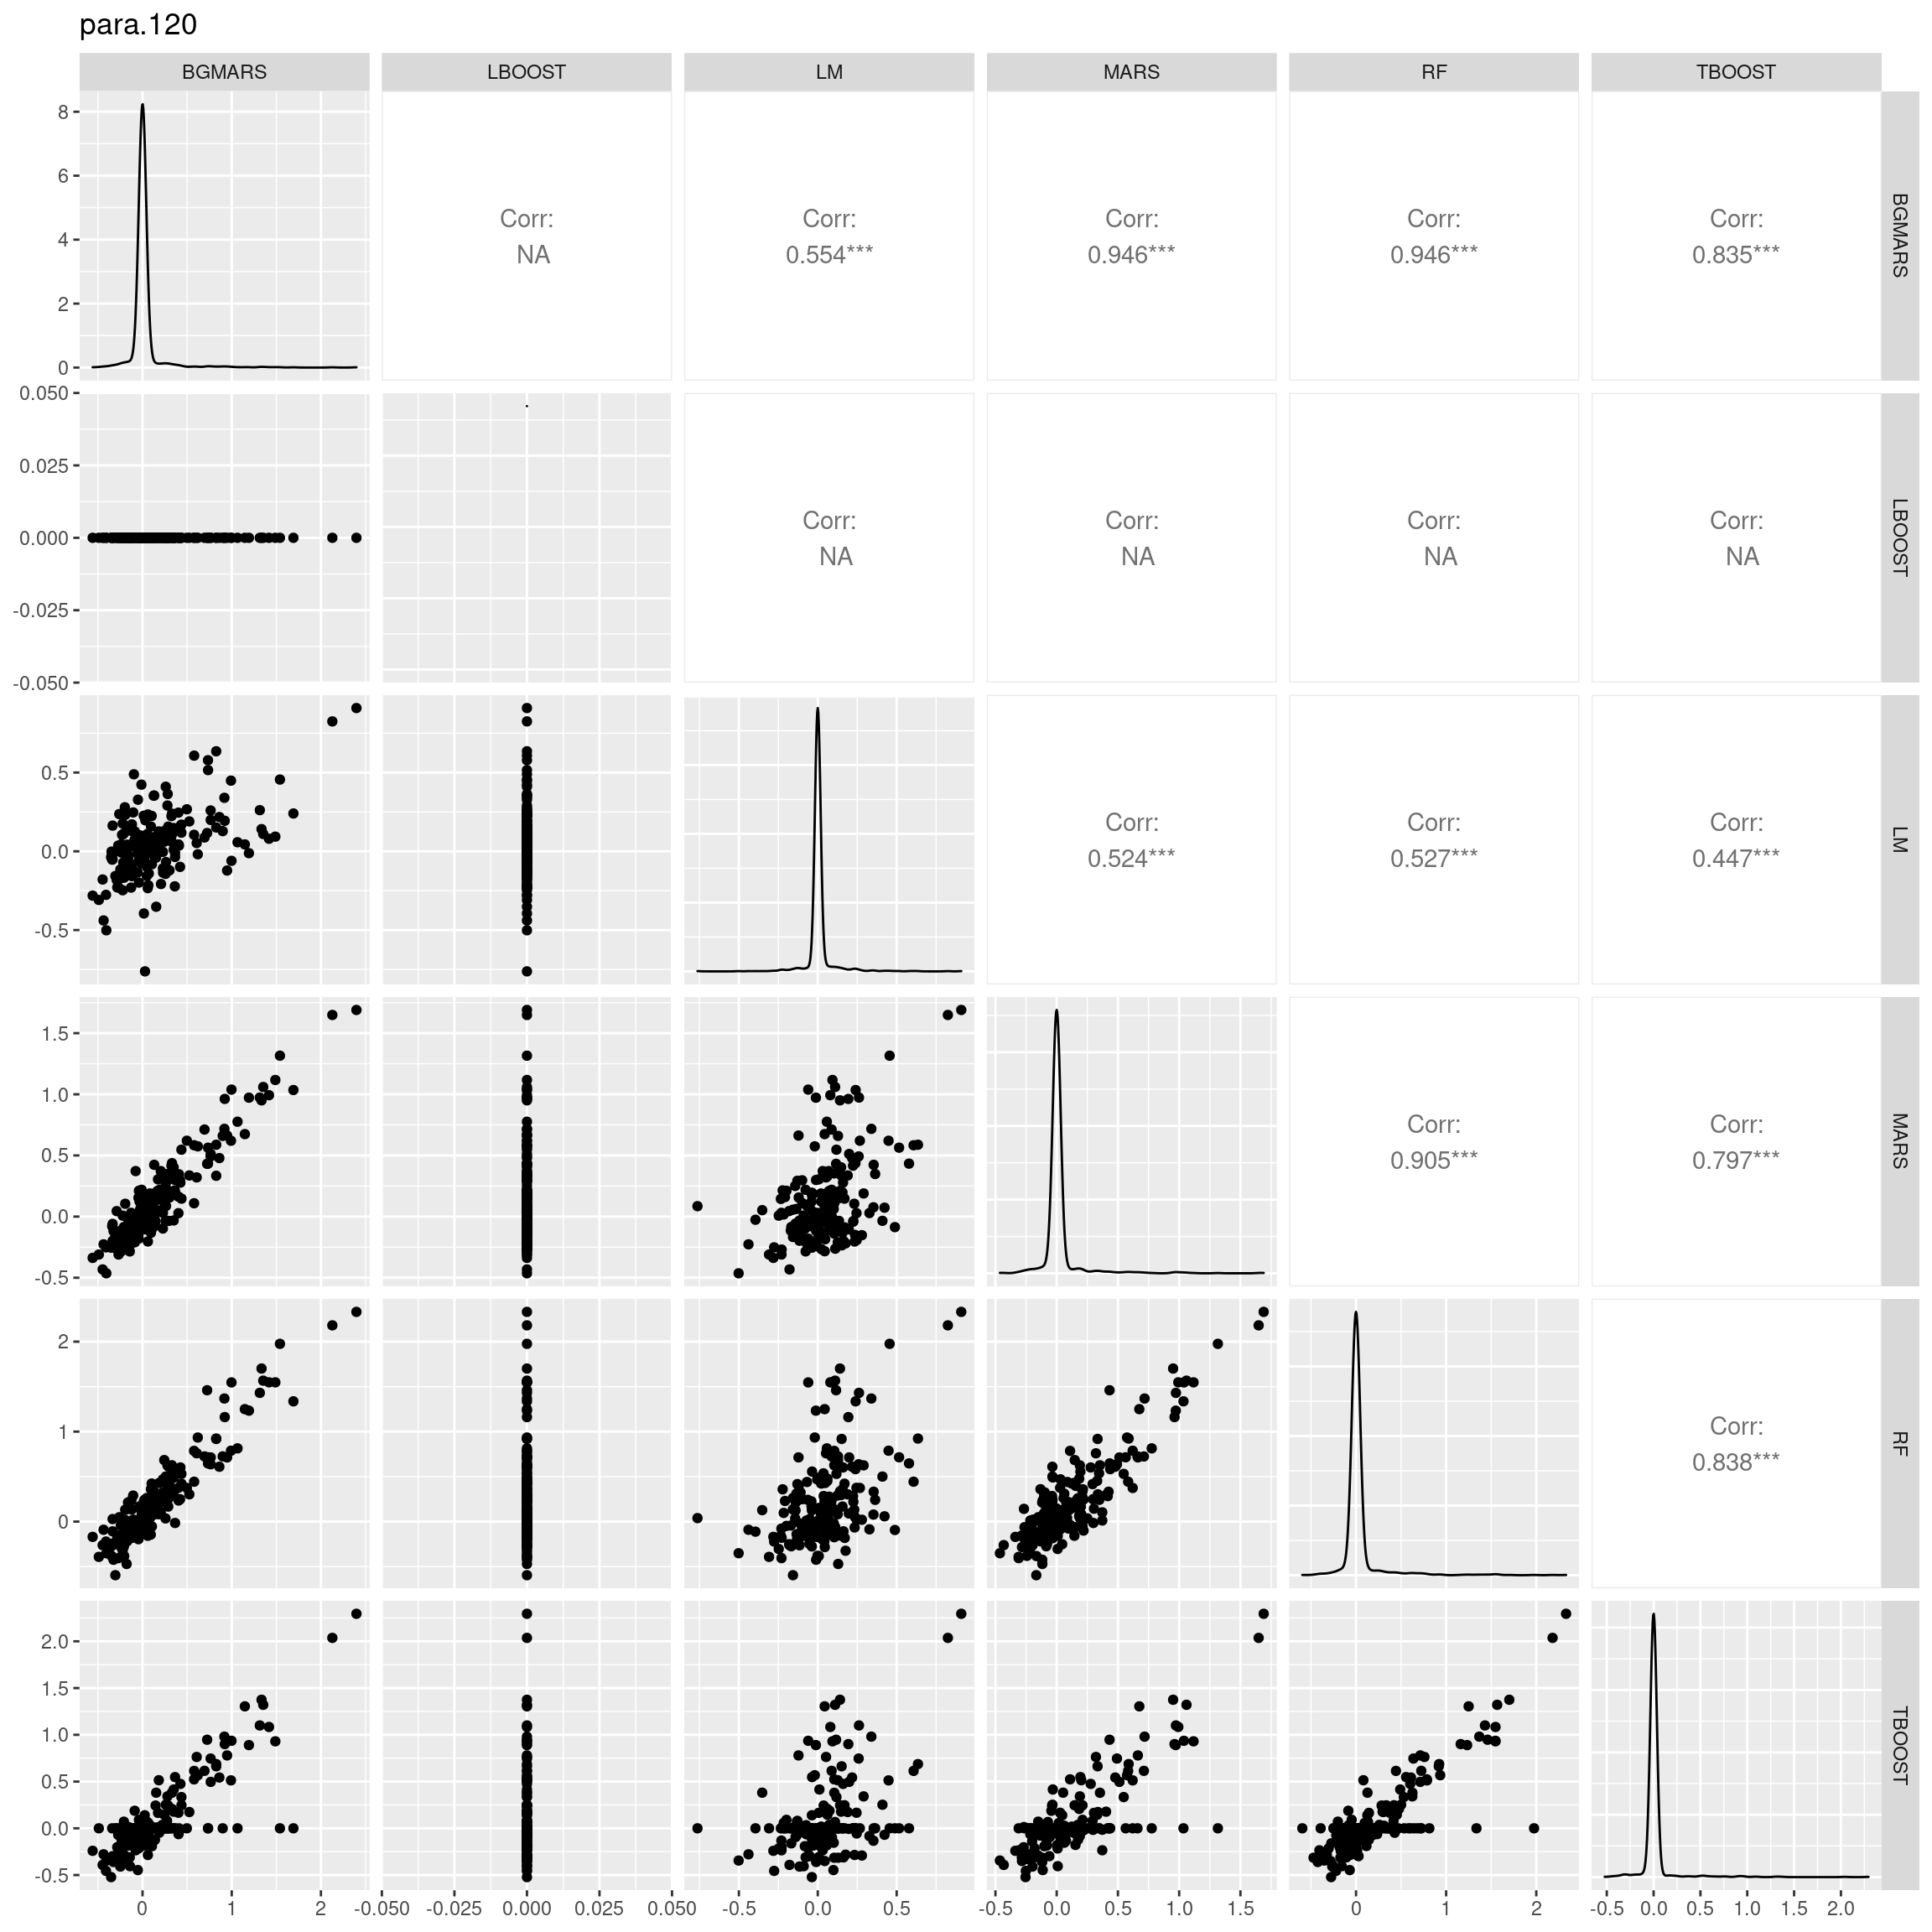 para.120
BGMARS LBOOST LM MARS RF TBOOST
8
6
4
2
0
Corr:
NA
Corr:
0.554***
Corr:
0.946***
Corr:
0.946***
Corr:
0.835***
BGMARS
0.050
0.025
0.000
-0.025
-0.050
Corr:
NA
Corr:
NA
Corr:
NA
Corr:
NA
LBOOST
0.5
0.0
-0.5
Corr:
0.524***
Corr:
0.527***
Corr:
0.447***
LM
1.5
1.0
0.5
0.0
-0.5
Corr:
0.905***
Corr:
0.797***
MARS
2
1
0
Corr:
0.838***
RF
2.0
1.5
1.0
0.5
0.0
-0.5
TBOOST
0 1 2 -0.050 -0.025 0.000 0.025 0.050 -0.5 0.0 0.5 -0.5 0.0 0.5 1.0 1.5 0 1 2 -0.5 0.0 0.5 1.0 1.5 2.0